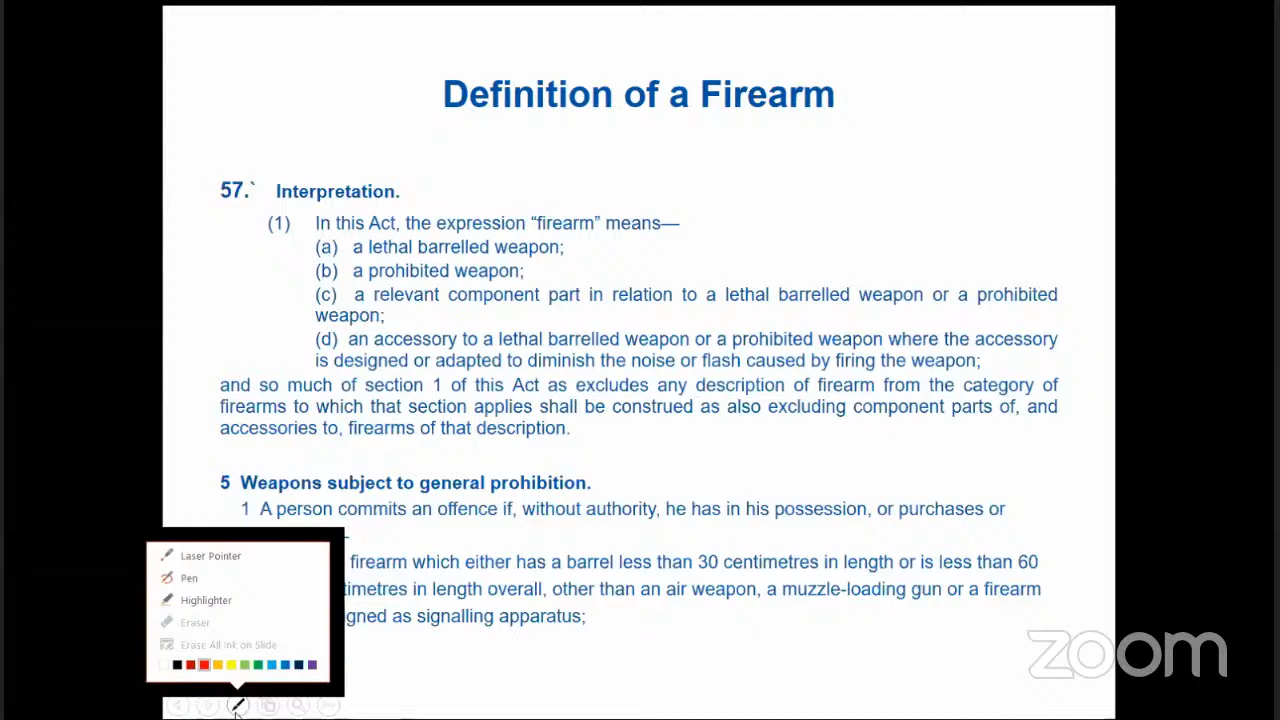 Definition of a Firearm
57.` Interpretation.
(1) In this Act, the expression “firearm” means—
(a) a lethal barrelled weapon;
(b) a prohibited weapon;
(c) a relevant component part in relation to a lethal barrelled weapon or a prohibited
weapon;
(d) an accessory to a lethal barrelled weapon or a prohibited weapon where the accessory
is designed or adapted to diminish the noise or flash caused by firing the weapon;
and so much of section 1 of this Act as excludes any description of firearm from the category of
firearms to which that section applies shall be construed as also excluding component parts of, and
accessories to, firearms of that description.
5 Weapons subject to general prohibition.
1 A person commits an offence if, without authority, he has in his possession, or purchases or
–
firearm which either has a barrel less than 30 centimetres in length or is less than 60
timetres in length overall, other than an air weapon, a muzzle-loading gun or a firearm
igned as signalling apparatus;
Laser Pointer
Pen
Highlighter
Eraser
Erase All Ink on Slide
zoom